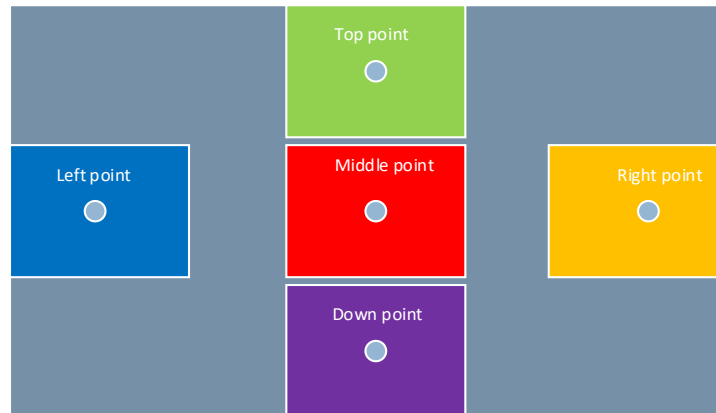 Top point
Left point
Middle point
Right point
Down point